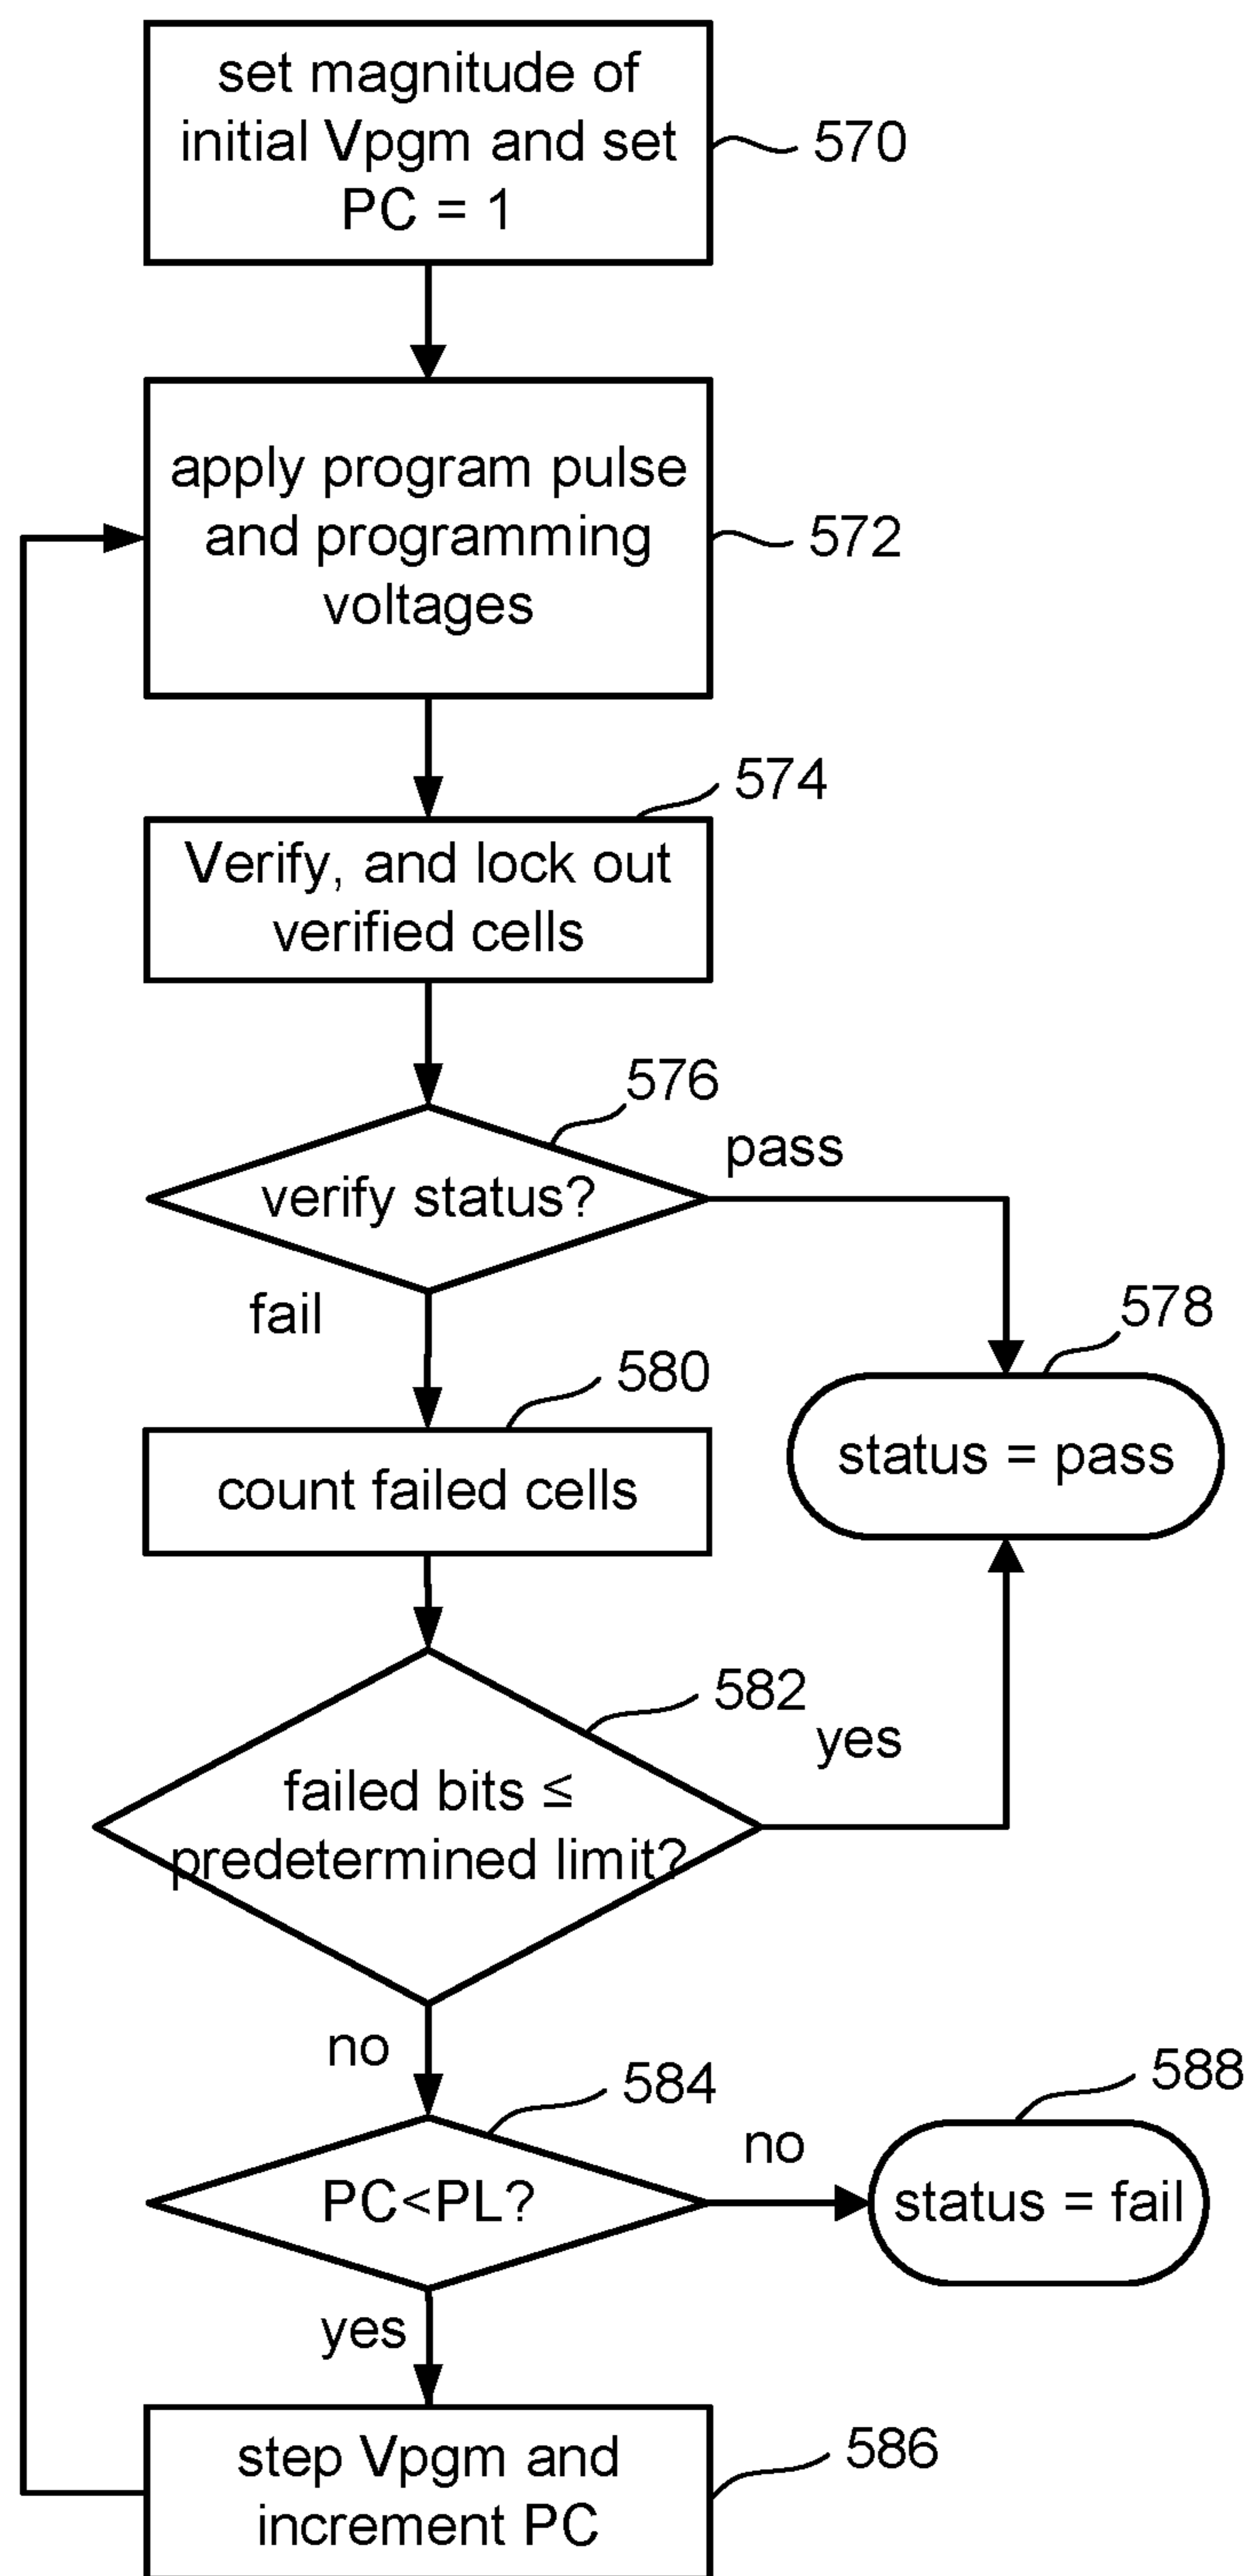 set magnitude of
initial Vpgm and set
PC = 1
570
apply program pulse
and programming
voltages
572
574
Verify, and lock out
verified cells
576
pass
verify status?
fail
578
580
status = pass
count failed cells
582
yes
failed bits ≤
predetermined limit?
no
584
588
no
PC<PL?
status = fail
yes
step Vpgm and
increment PC
586